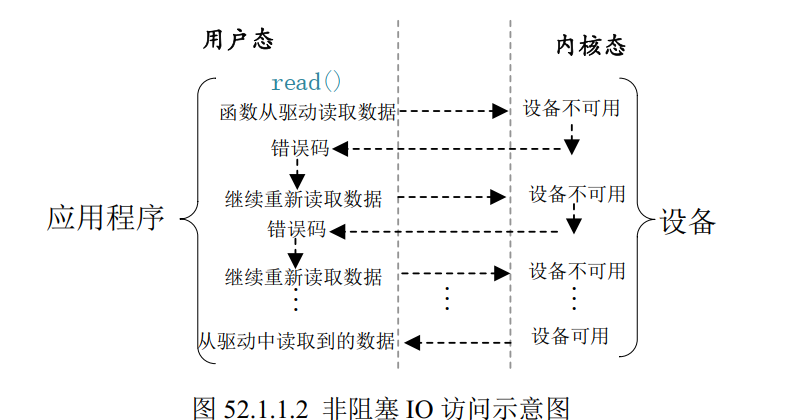 用户态
内核态
read()
函数从驱动读取数据
设备不可用
错误码
继续重新读取数据
设备不可用
应用程序
设备
错误码
继续重新读取数据
设备不可用
从驱动中读取到的数据
设备可用
图 52.1.1.2 非阻塞 IO 访问示意图